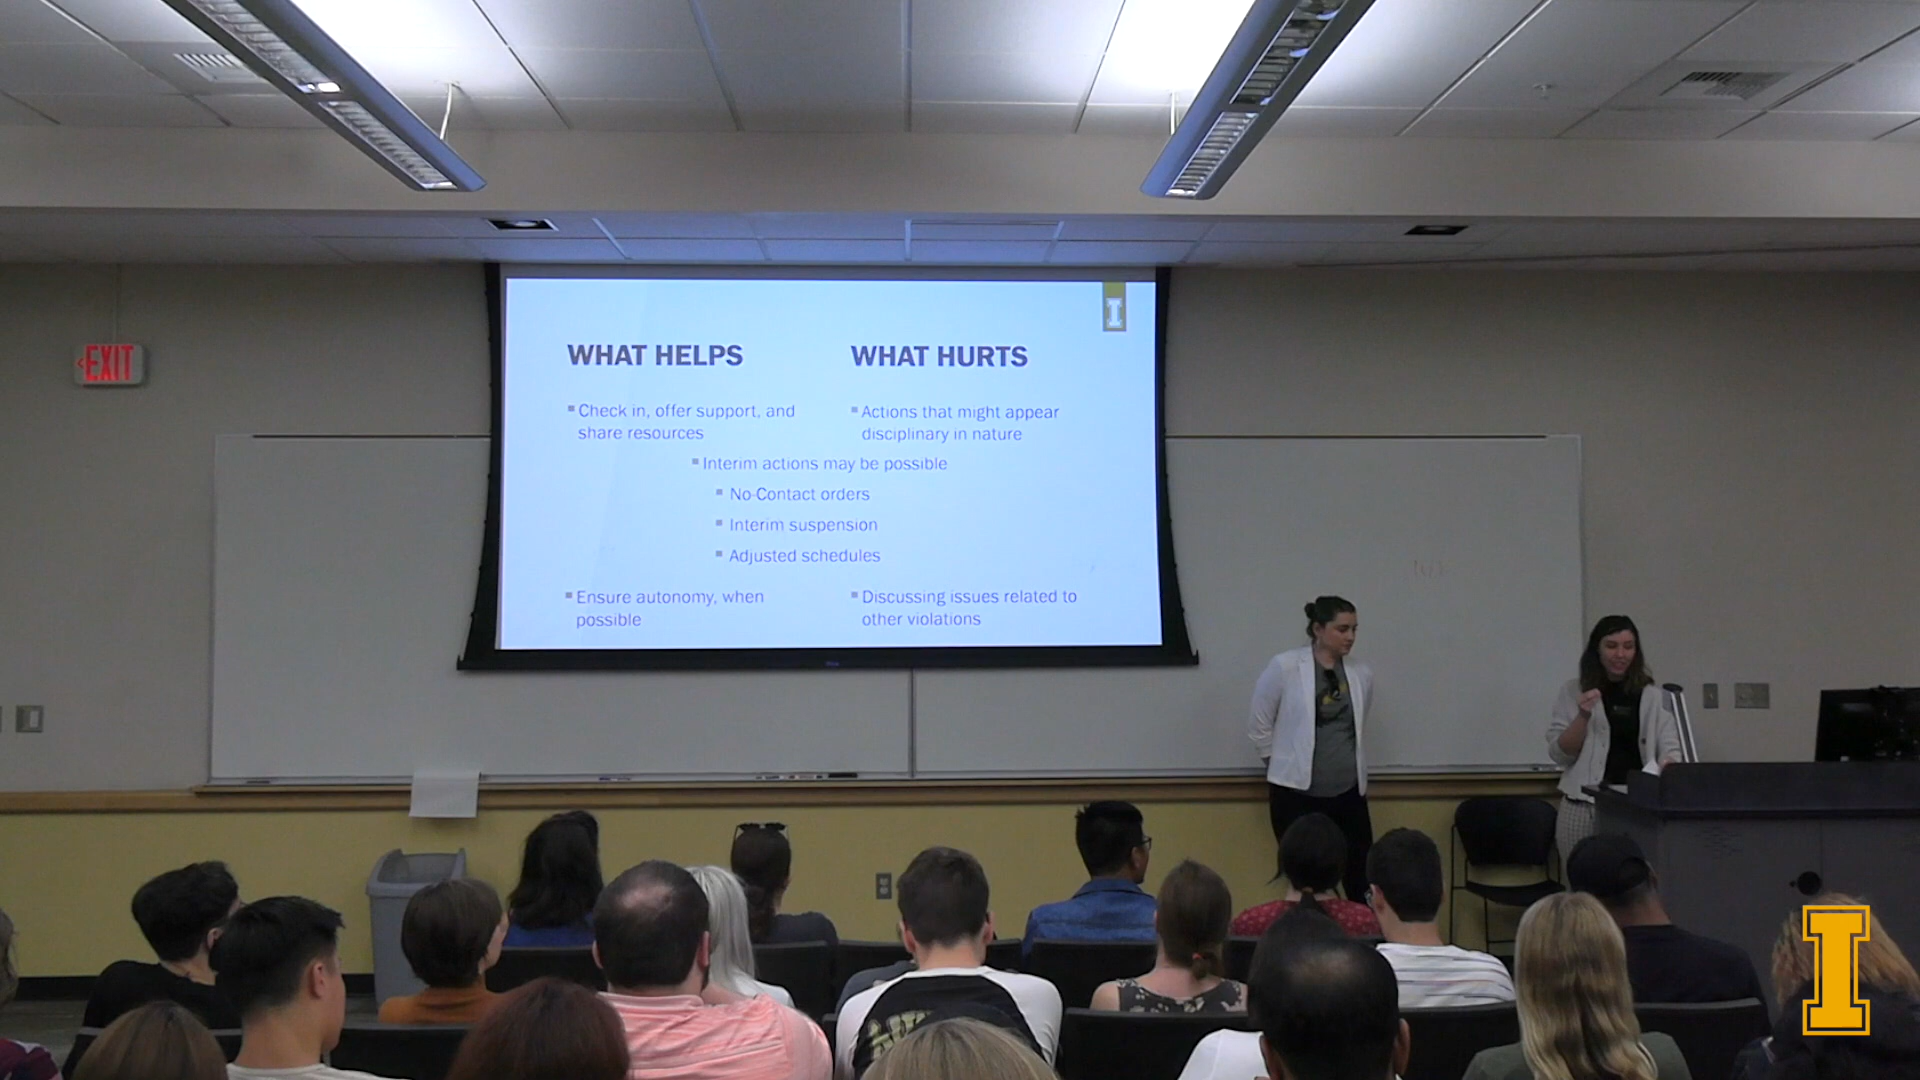 EXIT
I
WHAT HELPS
WHAT HURTS
Check in, offer support, and
share resources
Actions that might appear
disciplinary in nature
Interim actions may be possible
No-Contact orders
Interim suspension
Adjusted schedules
Ensure autonomy, when
possible
Discussing issues related to
other violations
I